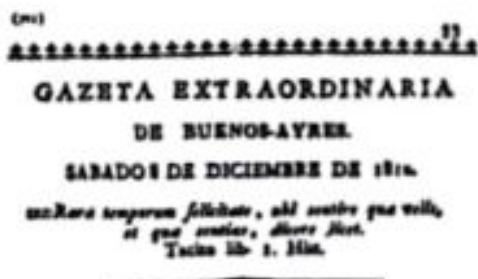 GAZETA EXTRAORDINARIA
DE BUENOS-AYRES.
SABADO 8 DE DICIEMBRE DE 1810.
Rara temporum felicitate, ubi sentire quæ velis,
et quæ sentias, dicere licet.
Tacito lib. 1. Hist.